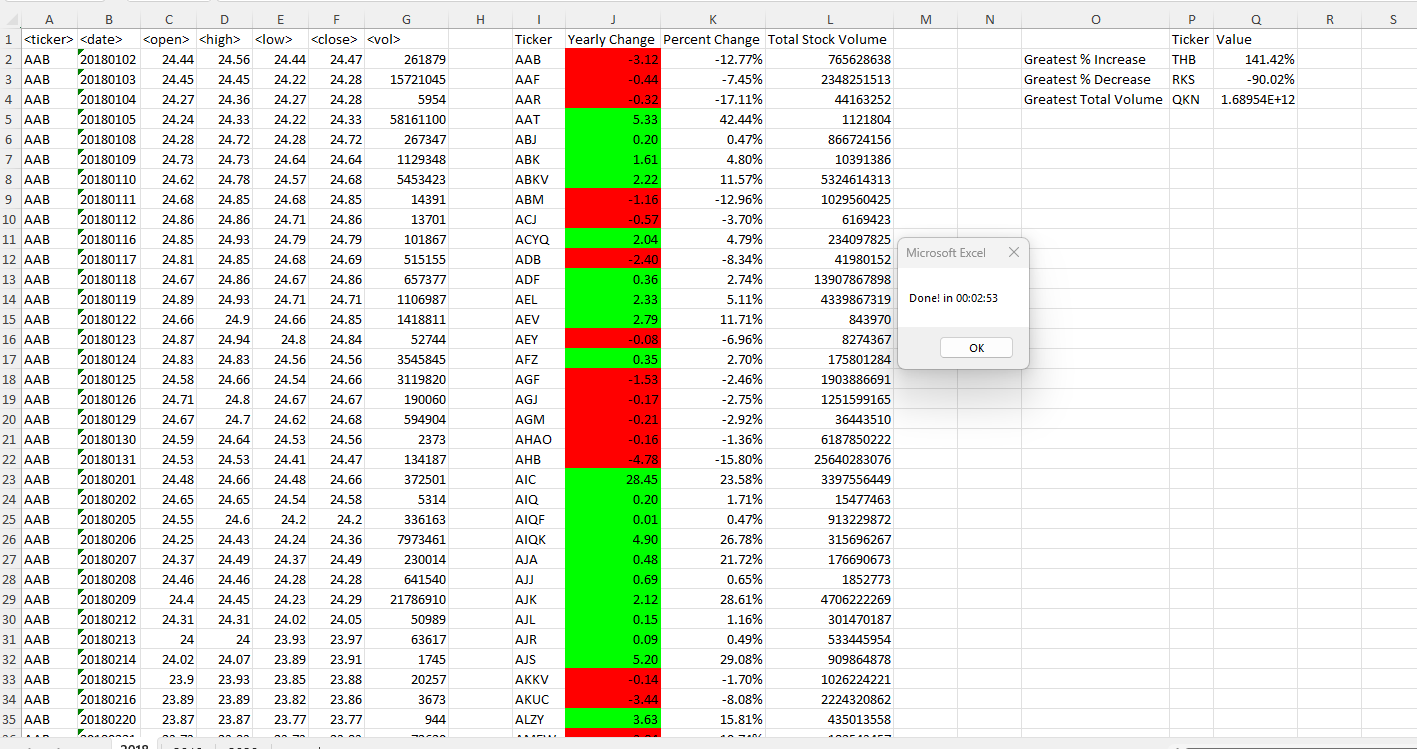 A B C D E F G H I J K L M N O P Q R S
1 <ticker> <date> <open> <high> <low> <close> <vol> Ticker Yearly Change Percent Change Total Stock Volume Ticker Value
2 AAB 20180102 24.44 24.56 24.44 24.47 261879 AAB -3.12 -12.77% 765628638 Greatest % Increase THB 141.42%
3 AAB 20180103 24.45 24.45 24.22 24.28 15721045 AAF -0.44 -7.45% 2348251513 Greatest % Decrease RKS -90.02%
4 AAB 20180104 24.27 24.36 24.27 24.28 5954 AAR -0.32 -17.11% 44163252 Greatest Total Volume QKN 1.68954E+12
5 AAB 20180105 24.24 24.33 24.22 24.33 58161100 AAT 5.33 42.44% 1121804
6 AAB 20180108 24.28 24.72 24.28 24.72 267347 ABJ 0.20 0.47% 866724156
7 AAB 20180109 24.73 24.73 24.64 24.64 1129348 ABK 1.61 4.80% 10391386
8 AAB 20180110 24.62 24.78 24.57 24.68 5453423 ABKV 2.22 11.57% 5324614313
9 AAB 20180111 24.68 24.85 24.68 24.85 14391 ABM -1.16 -12.96% 1029560425
10 AAB 20180112 24.86 24.86 24.71 24.86 13701 ACJ -0.57 -3.70% 6169423
11 AAB 20180116 24.85 24.93 24.79 24.79 101867 ACYQ 2.04 4.79% 234097825
12 AAB 20180117 24.81 24.85 24.68 24.69 515155 ADB -2.40 -8.34% 41980152 Microsoft Excel
13 AAB 20180118 24.67 24.86 24.67 24.86 657377 ADF 0.36 2.74% 13907867898
14 AAB 20180119 24.89 24.93 24.71 24.71 1106987 AEL 2.33 5.11% 4339867319 Done! in 00:02:53
15 AAB 20180122 24.66 24.9 24.66 24.85 1418811 AEV 2.79 11.71% 843970
16 AAB 20180123 24.87 24.94 24.8 24.84 52744 AEY -0.08 -6.96% 8274367
17 AAB 20180124 24.83 24.83 24.56 24.56 3545845 AFZ 0.35 2.70% 175801284 OK
18 AAB 20180125 24.58 24.66 24.54 24.66 3119820 AGF -1.53 -2.46% 1903886691
19 AAB 20180126 24.71 24.8 24.67 24.67 190060 AGJ -0.17 -2.75% 1251599165
20 AAB 20180129 24.67 24.7 24.62 24.68 594904 AGM -0.21 -2.92% 36443510
21 AAB 20180130 24.59 24.64 24.53 24.56 2373 AHAO -0.16 -1.36% 6187850222
22 AAB 20180131 24.53 24.53 24.41 24.47 134187 AHB -4.78 -15.80% 25640283076
23 AAB 20180201 24.48 24.66 24.48 24.66 372501 AIC 28.45 23.58% 3397556449
24 AAB 20180202 24.65 24.65 24.54 24.58 5314 AIQ 0.20 1.71% 15477463
25 AAB 20180205 24.55 24.6 24.2 24.2 336163 AIQF 0.01 0.47% 913229872
26 AAB 20180206 24.25 24.43 24.24 24.36 7973461 AIQK 4.90 26.78% 315696267
27 AAB 20180207 24.37 24.49 24.37 24.49 230014 AJA 0.48 21.72% 176690673
28 AAB 20180208 24.46 24.46 24.28 24.28 641540 AJJ 0.69 0.65% 1852773
29 AAB 20180209 24.4 24.45 24.23 24.29 21786910 AJK 2.12 28.61% 4706222269
30 AAB 20180212 24.31 24.31 24.02 24.05 50989 AJL 0.15 1.16% 301470187
31 AAB 20180213 24 24 23.93 23.97 63617 AJR 0.09 0.49% 533445954
32 AAB 20180214 24.02 24.07 23.89 23.91 1745 AJS 5.20 29.08% 909864878
33 AAB 20180215 23.9 23.93 23.85 23.88 20257 AKKV -0.14 -1.70% 1026224221
34 AAB 20180216 23.89 23.89 23.82 23.86 3673 AKUC -3.44 -8.08% 2224320862
35 AAB 20180220 23.87 23.87 23.77 23.77 944 ALZY 3.63 15.81% 435013558
2018